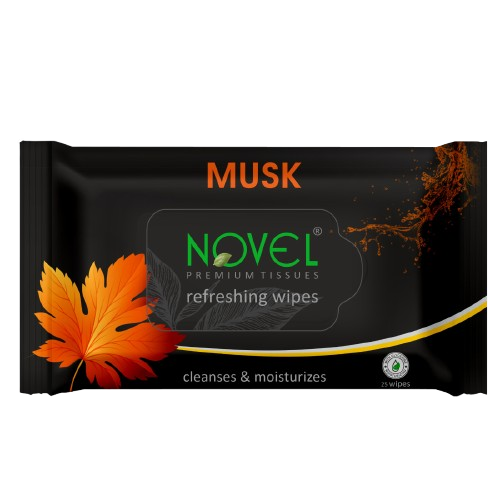 MUSK
NOVEL®
PREMIUM TISSUES
refreshing wipes
cleanses & moisturizes
25 wipes